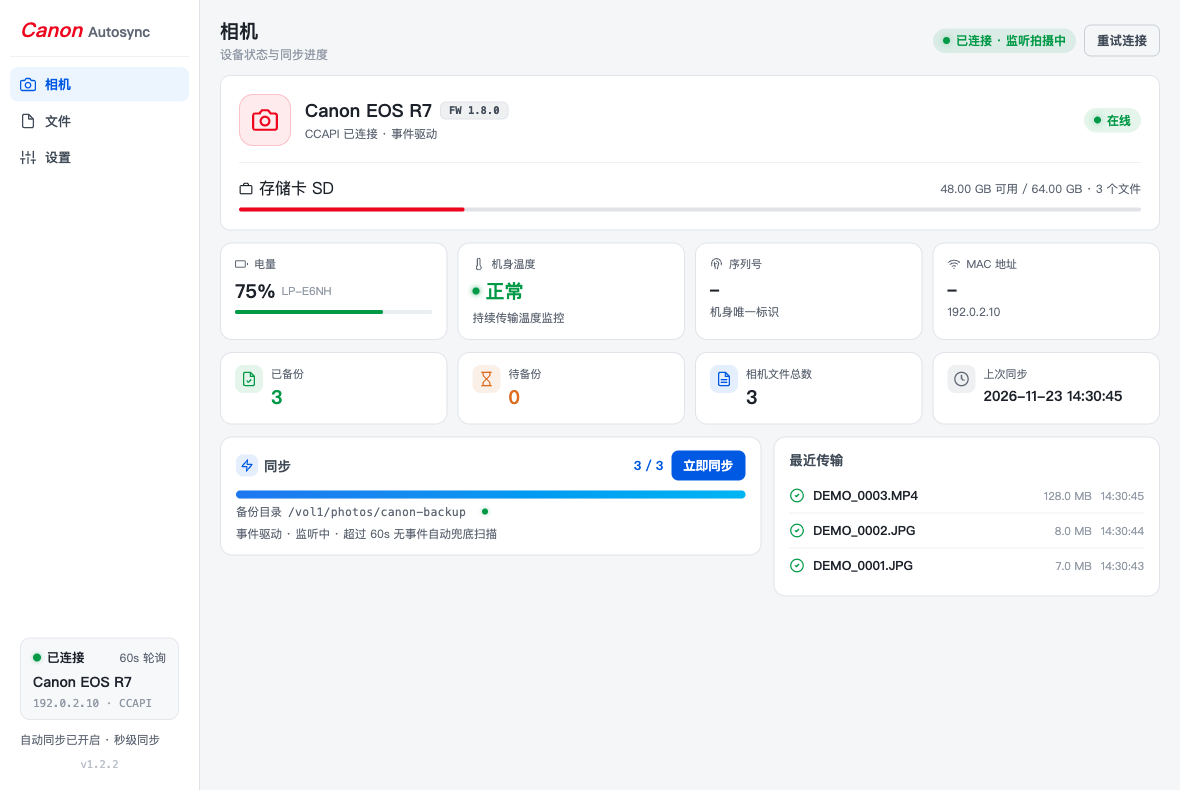 Canon Autosync
相机
文件
设置
已连接 60s 轮询
Canon EOS R7
192.0.2.10 · CCAPI
自动同步已开启 · 秒级同步
v1.2.2
相机
设备状态与同步进度
已连接 · 监听拍摄中
重试连接
Canon EOS R7 FW 1.8.0
CCAPI 已连接 · 事件驱动
在线
存储卡 SD
48.00 GB 可用 / 64.00 GB · 3 个文件
电量
75% LP-E6NH
机身温度
正常
持续传输温度监控
序列号
–
机身唯一标识
MAC 地址
–
192.0.2.10
已备份
3
待备份
0
相机文件总数
3
上次同步
2026-11-23 14:30:45
同步
3 / 3
立即同步
备份目录 /vol1/photos/canon-backup
事件驱动 · 监听中 · 超过 60s 无事件自动兜底扫描
最近传输
DEMO_0003.MP4 128.0 MB 14:30:45
DEMO_0002.JPG 8.0 MB 14:30:44
DEMO_0001.JPG 7.0 MB 14:30:43